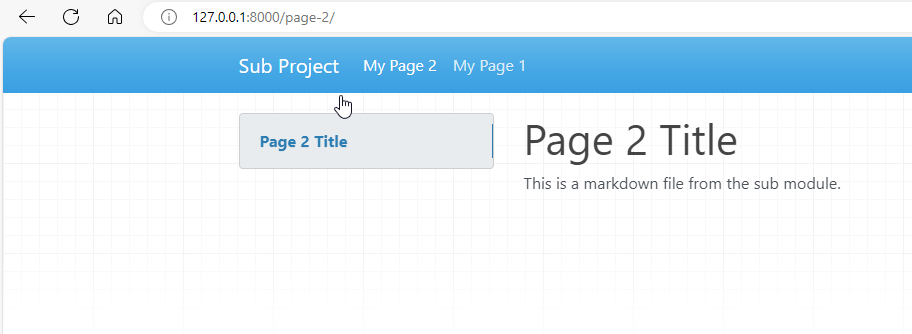 127.0.0.1:8000/page-2/
Sub Project My Page 2 My Page 1
Page 2 Title
Page 2 Title
This is a markdown file from the sub module.